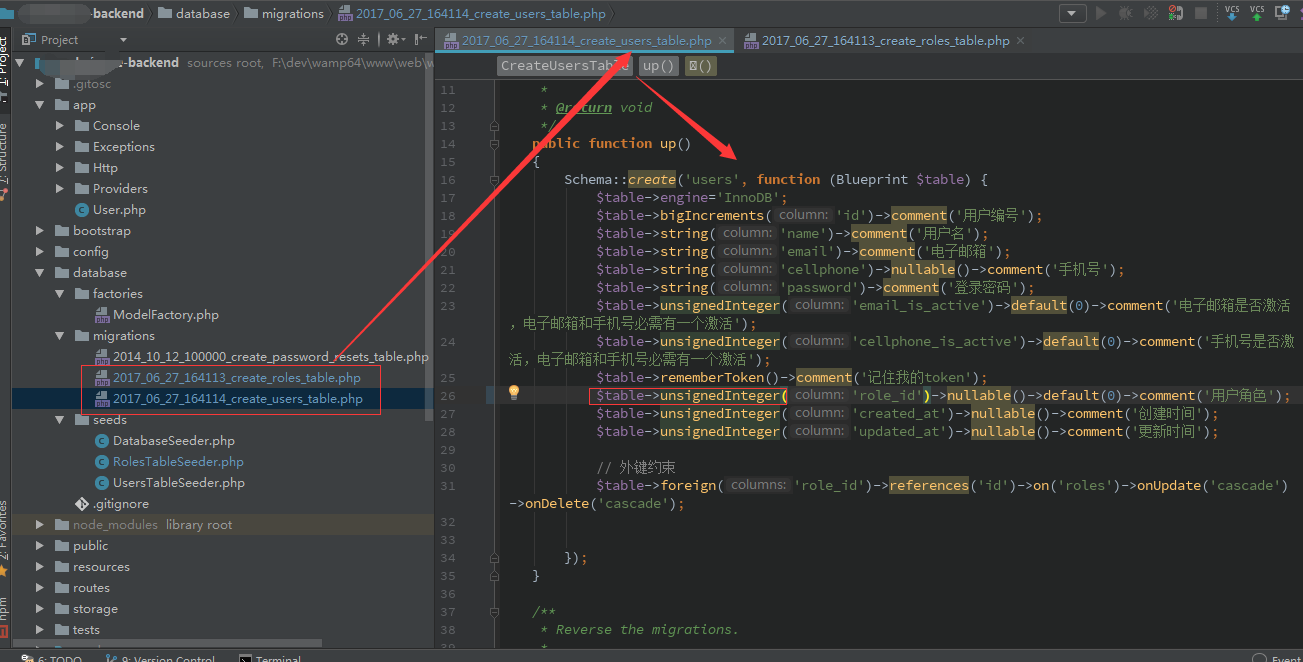 -backend database migrations 2017_06_27_164114_create_users_table.php
Project
-backend sources root, F:\dev\wamp64\www\web\w
.gitosc
app
Console
Exceptions
Http
Providers
User.php
bootstrap
config
database
factories
ModelFactory.php
migrations
2014_10_12_100000_create_password_resets_table.php
2017_06_27_164113_create_roles_table.php
2017_06_27_164114_create_users_table.php
seeds
DatabaseSeeder.php
RolesTableSeeder.php
UsersTableSeeder.php
.gitignore
node_modules library root
public
resources
routes
storage
tests
1: Project
7: Structure
2: Favorites
npm
VCS VCS
2017_06_27_164114_create_users_table.php 2017_06_27_164113_create_roles_table.php
CreateUsersTable up() ()
11 *
12 * @return void
13 */
14 public function up()
15 {
16 Schema::create('users', function (Blueprint $table) {
17 $table->engine='InnoDB';
18 $table->bigIncrements( column: 'id')->comment('用户编号');
19 $table->string( column: 'name')->comment('用户名');
20 $table->string( column: 'email')->comment('电子邮箱');
21 $table->string( column: 'cellphone')->nullable()->comment('手机号');
22 $table->string( column: 'password')->comment('登录密码');
23 $table->unsignedInteger( column: 'email_is_active')->default(0)->comment('电子邮箱是否激活
,电子邮箱和手机号必需有一个激活');
24 $table->unsignedInteger( column: 'cellphone_is_active')->default(0)->comment('手机号是否激
活,电子邮箱和手机号必需有一个激活');
25 $table->rememberToken()->comment('记住我的token');
26 $table->unsignedInteger( column: 'role_id')->nullable()->default(0)->comment('用户角色');
27 $table->unsignedInteger( column: 'created_at')->nullable()->comment('创建时间');
28 $table->unsignedInteger( column: 'updated_at')->nullable()->comment('更新时间');
29
30 // 外键约束
31 $table->foreign( columns: 'role_id')->references('id')->on('roles')->onUpdate('cascade')
->onDelete('cascade');
32
33
34 });
35 }
36
37 /**
38 * Reverse the migrations.
39 *
6: TODO 9: Version Control Terminal Event